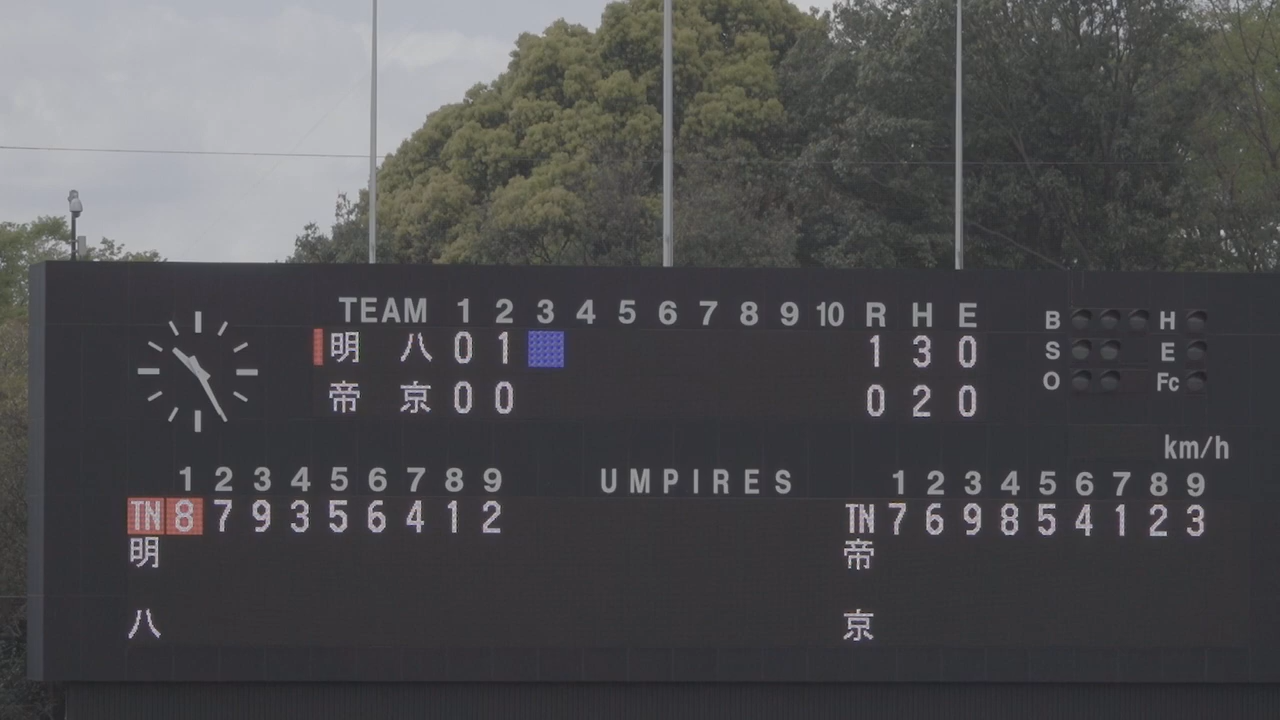 TEAM 1 2 3 4 5 6 7 8 9 10 R H E
明 八 0 1 1 3 0
帝 京 0 0 0 2 0
B H
S E
O Fc
km/h
1 2 3 4 5 6 7 8 9 UMPIRES 1 2 3 4 5 6 7 8 9
TN 8 7 9 3 5 6 4 1 2 TN 7 6 9 8 5 4 1 2 3
明 帝
八 京